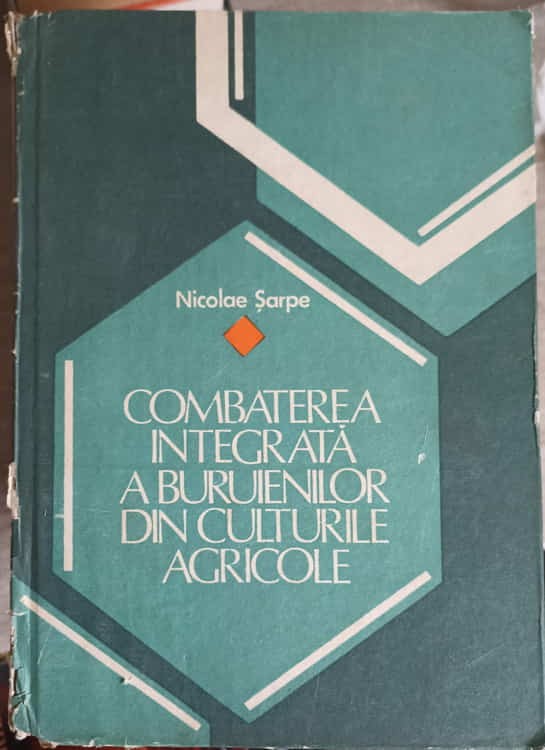 Nicolae Șarpe
COMBATEREA
INTEGRATĂ
A BURUIENILOR
DIN CULTURILE
AGRICOLE